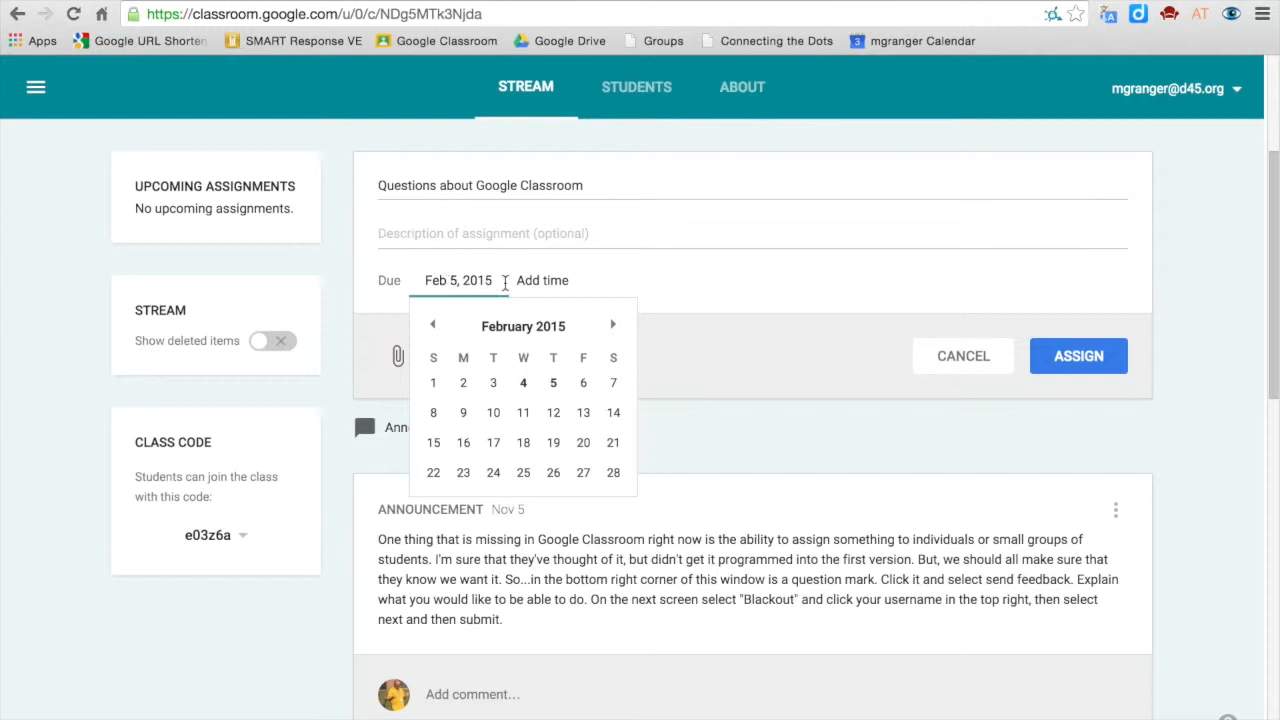 https://classroom.google.com/u/0/c/NDg5MTk3Njda
Apps Google URL Shorten SMART Response VE Google Classroom Google Drive Groups Connecting the Dots 3 mgranger Calendar
STREAM STUDENTS ABOUT mgranger@d45.org
UPCOMING ASSIGNMENTS
No upcoming assignments.
STREAM
Show deleted items
CLASS CODE
Students can join the class
with this code:
e03z6a
Questions about Google Classroom
Description of assignment (optional)
Due Feb 5, 2015 Add time
February 2015
S M T W T F S
1 2 3 4 5 6 7
8 9 10 11 12 13 14
15 16 17 18 19 20 21
22 23 24 25 26 27 28
CANCEL ASSIGN
Ann
ANNOUNCEMENT Nov 5
One thing that is missing in Google Classroom right now is the ability to assign something to individuals or small groups of
students. I'm sure that they've thought of it, but didn't get it programmed into the first version. But, we should all make sure that
they know we want it. So...in the bottom right corner of this window is a question mark. Click it and select send feedback. Explain
what you would like to be able to do. On the next screen select "Blackout" and click your username in the top right, then select
next and then submit.
Add comment…